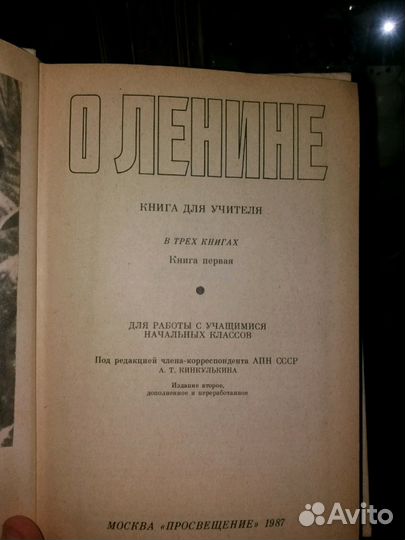 О ЛЕНИНЕ
КНИГА ДЛЯ УЧИТЕЛЯ
В ТРЕХ КНИГАХ
Книга первая
ДЛЯ РАБОТЫ С УЧАЩИМИСЯ
НАЧАЛЬНЫХ КЛАССОВ
Под редакцией члена-корреспондента АПН СССР
А. Т. КИНКУЛЬКИНА
Издание второе,
дополненное и переработанное
МОСКВА «ПРОСВЕЩЕНИЕ» 1987
Avito